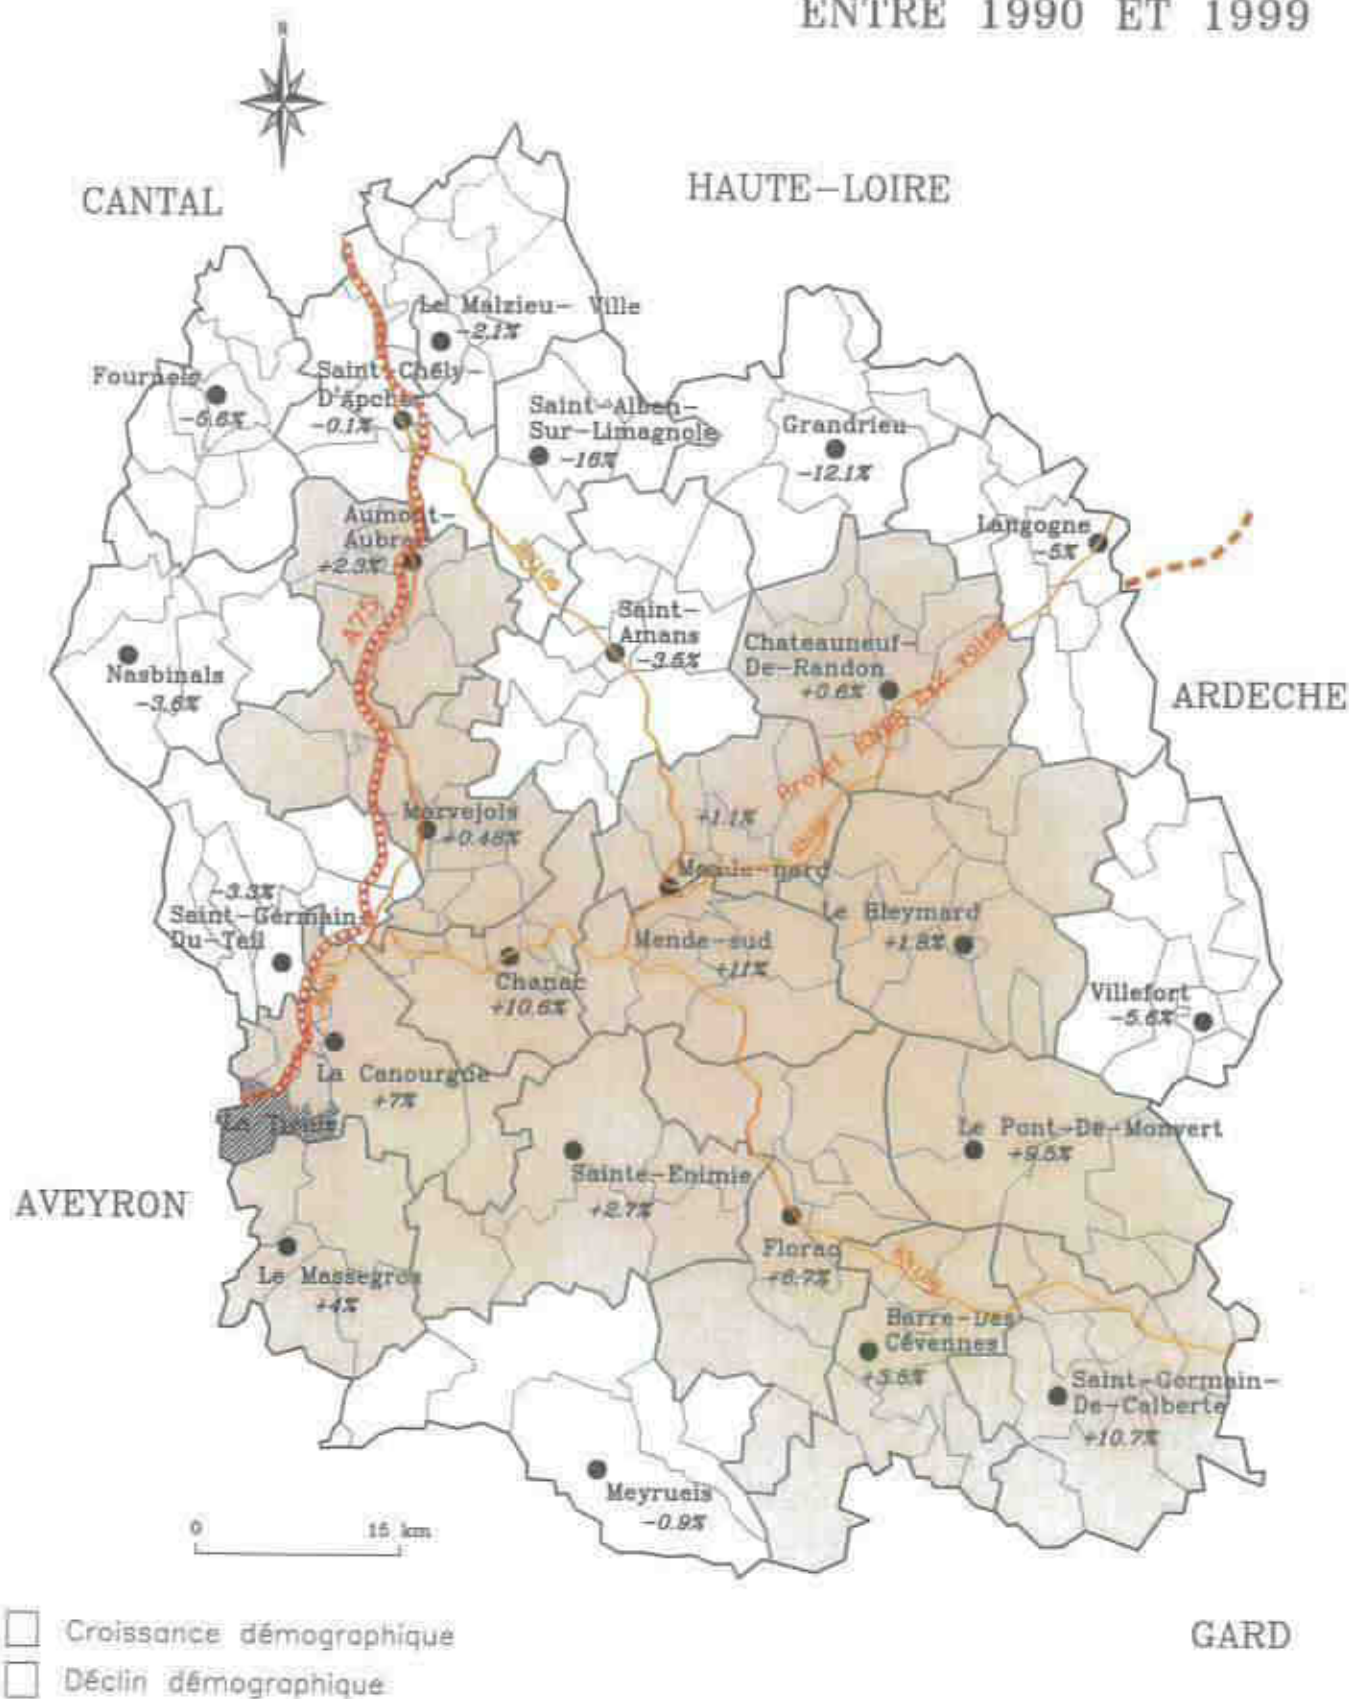 ENTRE 1990 ET 1999
N
CANTAL
HAUTE-LOIRE
Le Malzieu- Ville
-2.1%
Fournels
-5.6%
Saint-Chély-
D'apcher
-0.1%
Saint-Alban-
Sur-Limagnole
-16%
Grandrieu
-12.1%
Langogne
-5%
Aumont-
Aubrac
+2.3%
A75
Saint-
Amans
-3.5%
Chateauneuf-
De-Randon
+0.6%
Nasbinals
-3.6%
ARDECHE
Projet
Marvejols
+0.48%
+1.1%
Mende-nord
-3.3%
Saint-Germain-
Du-Teil
Chanac
+10.6%
Mende-sud
+11%
Le Bleymard
+1.8%
Villefort
-5.6%
La Canourgue
+7%
Sainte-Enimie
+2.7%
Le Pont-De-Monvert
+9.5%
AVEYRON
Le Massegros
+4%
Florac
+6.7%
Barre-Des
Cévennes
Saint-Germain-
De-Calberte
+10.7%
Meyrueis
-0.9%
0 15 km
GARD
Croissance démographique
Déclin démographique